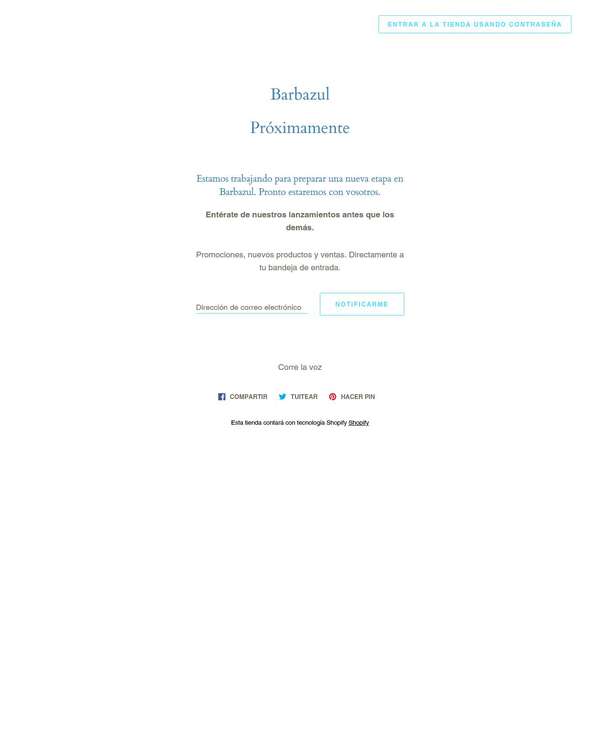 ENTRAR A LA TIENDA USANDO CONTRASEÑA
Barbazul
Próximamente
Estamos trabajando para preparar una nueva etapa en
Barbazul. Pronto estaremos con vosotros.
Entérate de nuestros lanzamientos antes que los
demás.
Promociones, nuevos productos y ventas. Directamente a
tu bandeja de entrada.
Dirección de correo electrónico
NOTIFICARME
Corre la voz
COMPARTIR TUITEAR HACER PIN
Esta tienda contará con tecnología Shopify Shopify